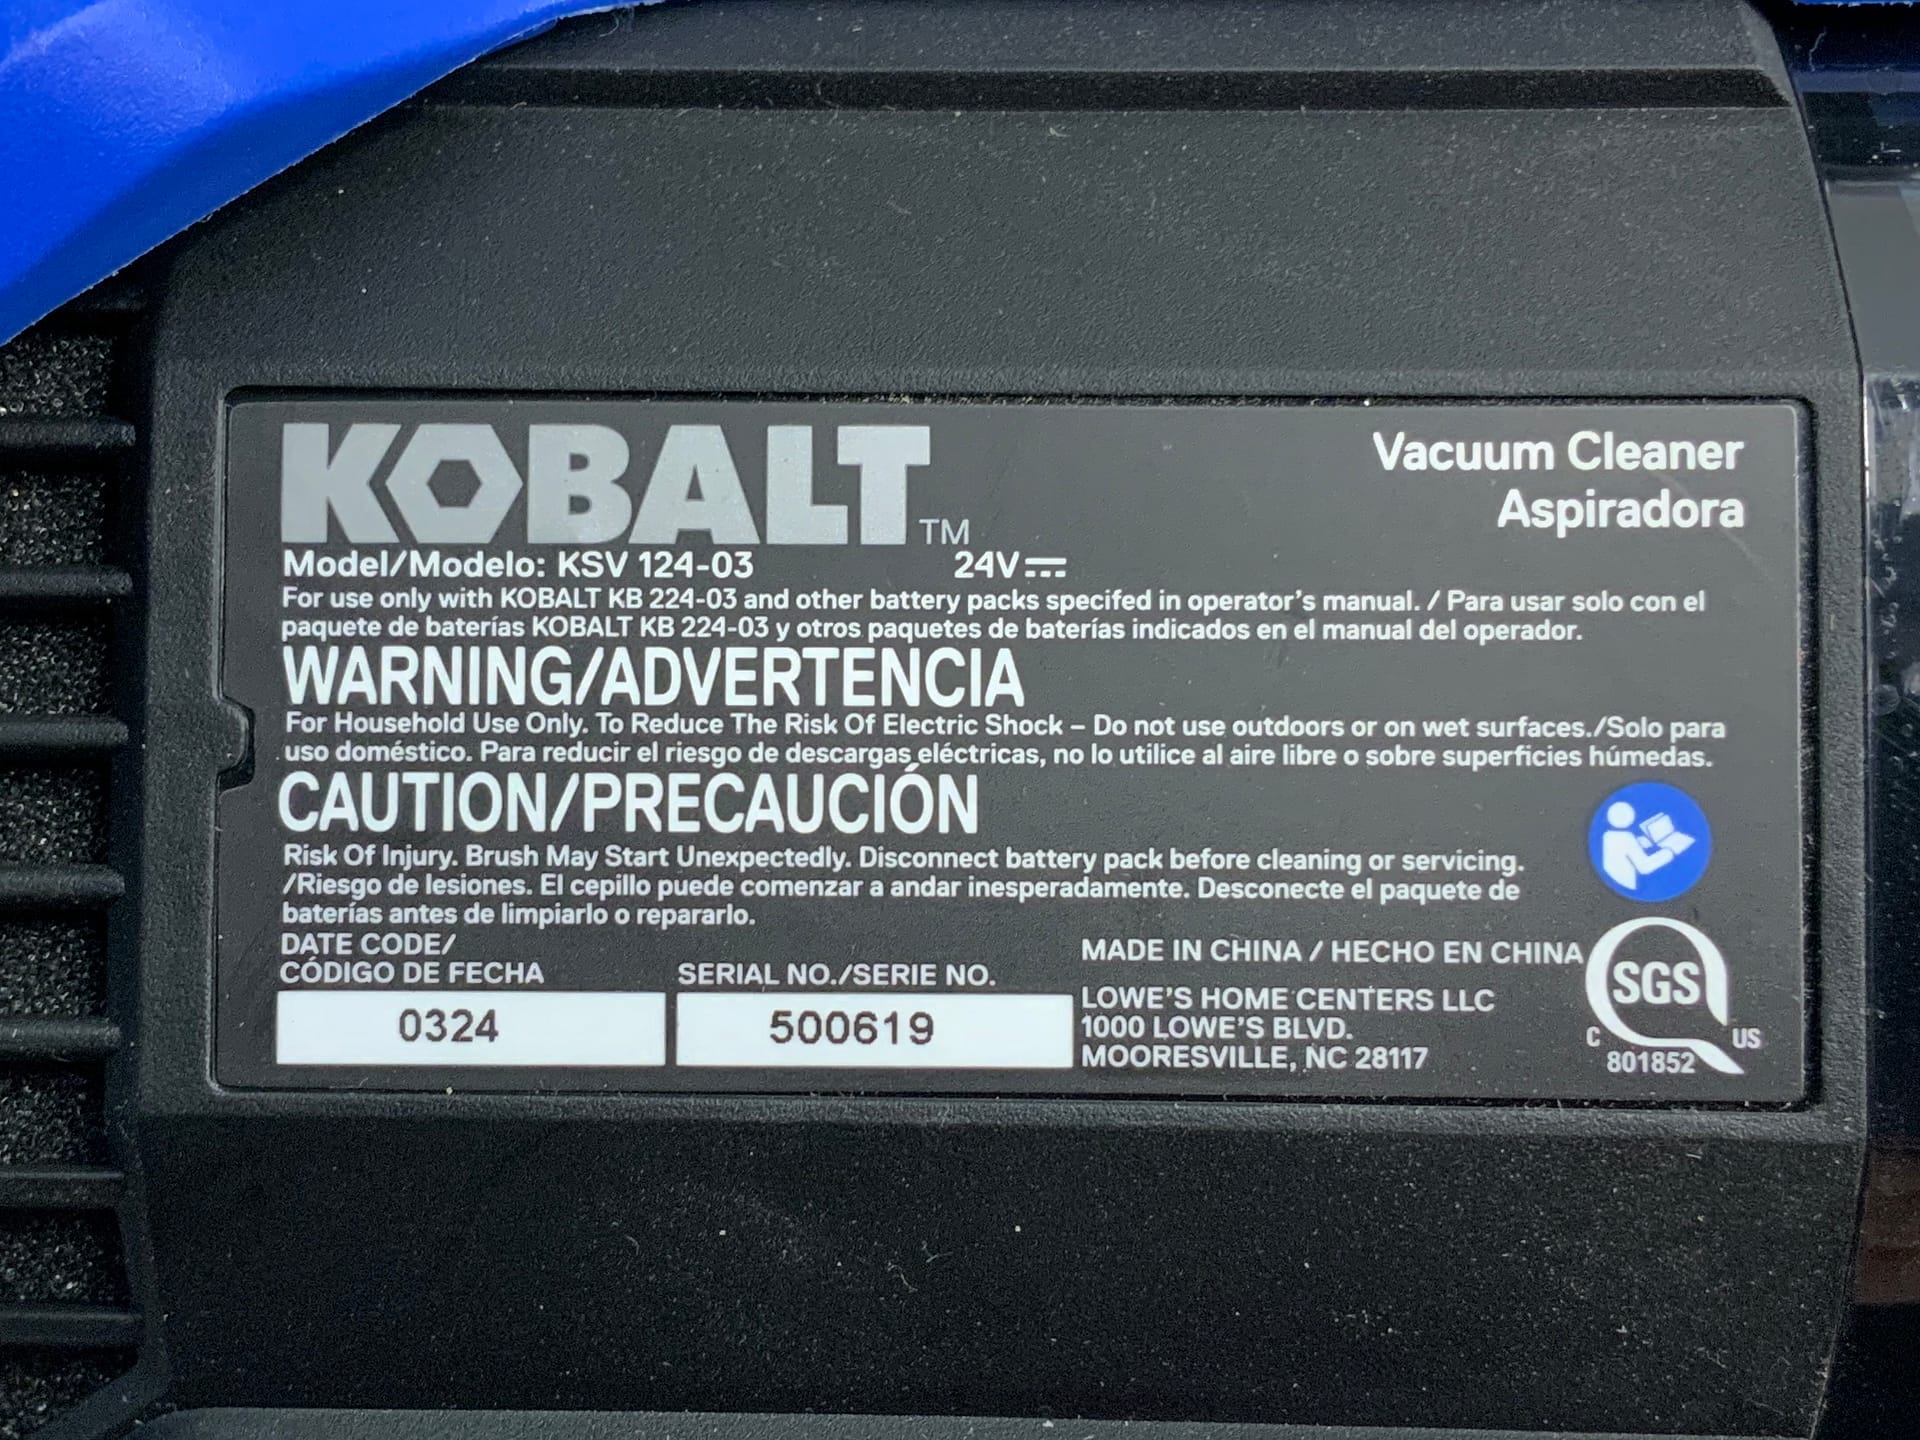 KOBALT™
Vacuum Cleaner
Aspiradora
Model/Modelo: KSV 124-03 24V
For use only with KOBALT KB 224-03 and other battery packs specifed in operator's manual. / Para usar solo con el
paquete de baterías KOBALT KB 224-03 y otros paquetes de baterías indicados en el manual del operador.
WARNING/ADVERTENCIA
For Household Use Only. To Reduce The Risk Of Electric Shock – Do not use outdoors or on wet surfaces./Solo para
uso doméstico. Para reducir el riesgo de descargas eléctricas, no lo utilice al aire libre o sobre superficies húmedas.
CAUTION/PRECAUCIÓN
Risk Of Injury. Brush May Start Unexpectedly. Disconnect battery pack before cleaning or servicing.
/Riesgo de lesiones. El cepillo puede comenzar a andar inesperadamente. Desconecte el paquete de
baterías antes de limpiarlo o repararlo.
DATE CODE/
CÓDIGO DE FECHA
0324
SERIAL NO./SERIE NO.
500619
MADE IN CHINA / HECHO EN CHINA
LOWE'S HOME CENTERS LLC
1000 LOWE'S BLVD.
MOORESVILLE, NC 28117
SGS
C US
801852